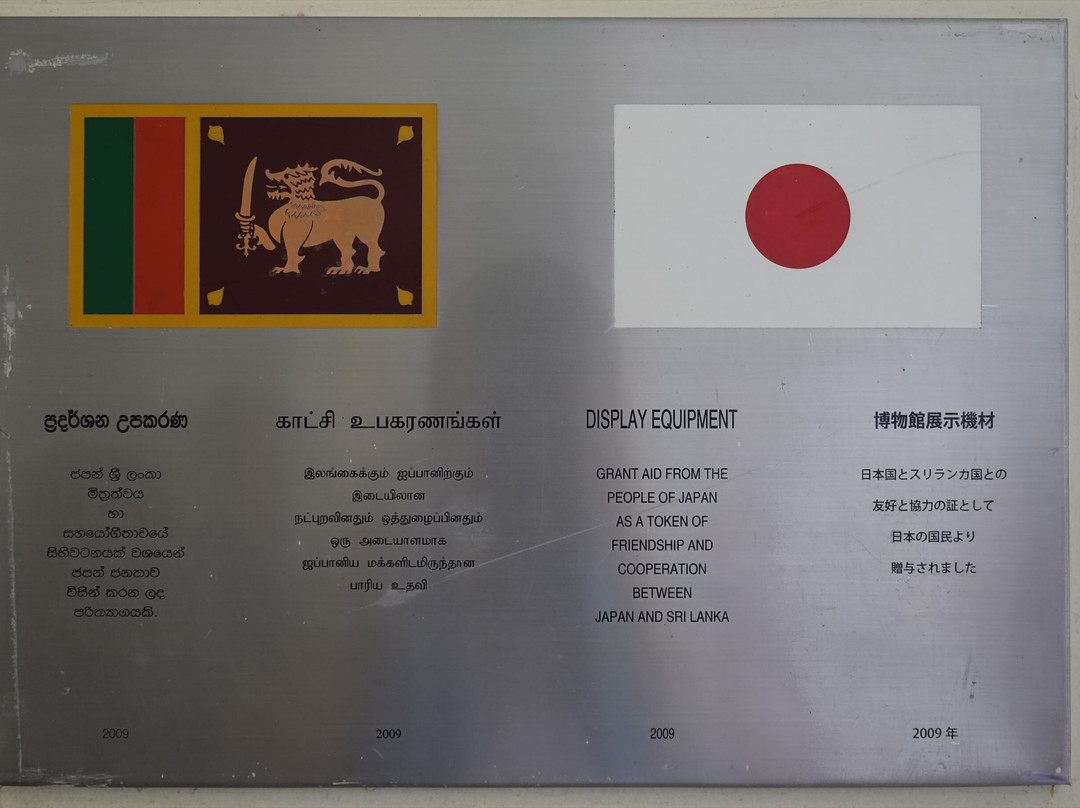 ප්‍රදර්ශන උපකරණ
ජපන් ශ්‍රී ලංකා
මිත්‍රත්වය
හා
සහයෝගීතාවයේ
සිහිවටනයක් වශයෙන්
ජපන් ජනතාව
විසින් කරන ලද
පරිත්‍යාගයකි.
2009
காட்சி உபகரணங்கள்
இலங்கைக்கும் ஐப்பானிற்கும்
இடையிலான
நட்புறவினதும் ஒத்துழைப்பினதும்
ஒரு அடையாளமாக
ஜப்பானிய மக்களிடமிருந்தான
பாரிய உதவி
2009
DISPLAY EQUIPMENT
GRANT AID FROM THE
PEOPLE OF JAPAN
AS A TOKEN OF
FRIENDSHIP AND
COOPERATION
BETWEEN
JAPAN AND SRI LANKA
2009
博物館展示機材
日本国とスリランカ国との
友好と協力の証として
日本の国民より
贈与されました
2009 年